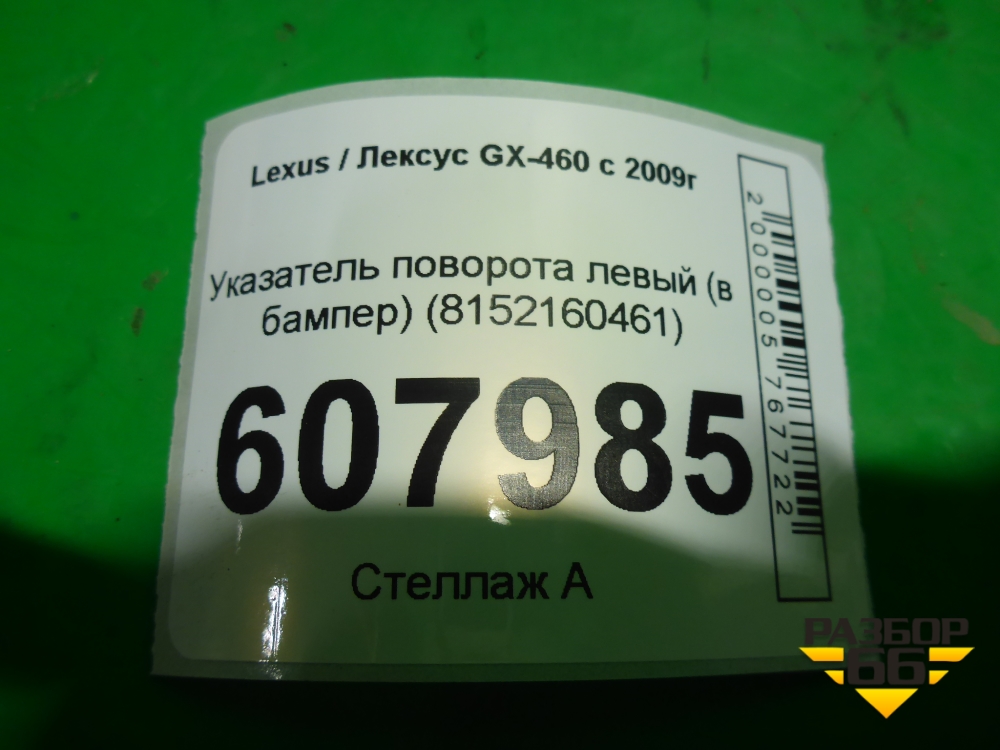 Lexus / Лексус GX-460 с 2009г
Указатель поворота левый (в
бампер) (8152160461)
607985
Стеллаж А
2000005767722
РАЗБОР
66